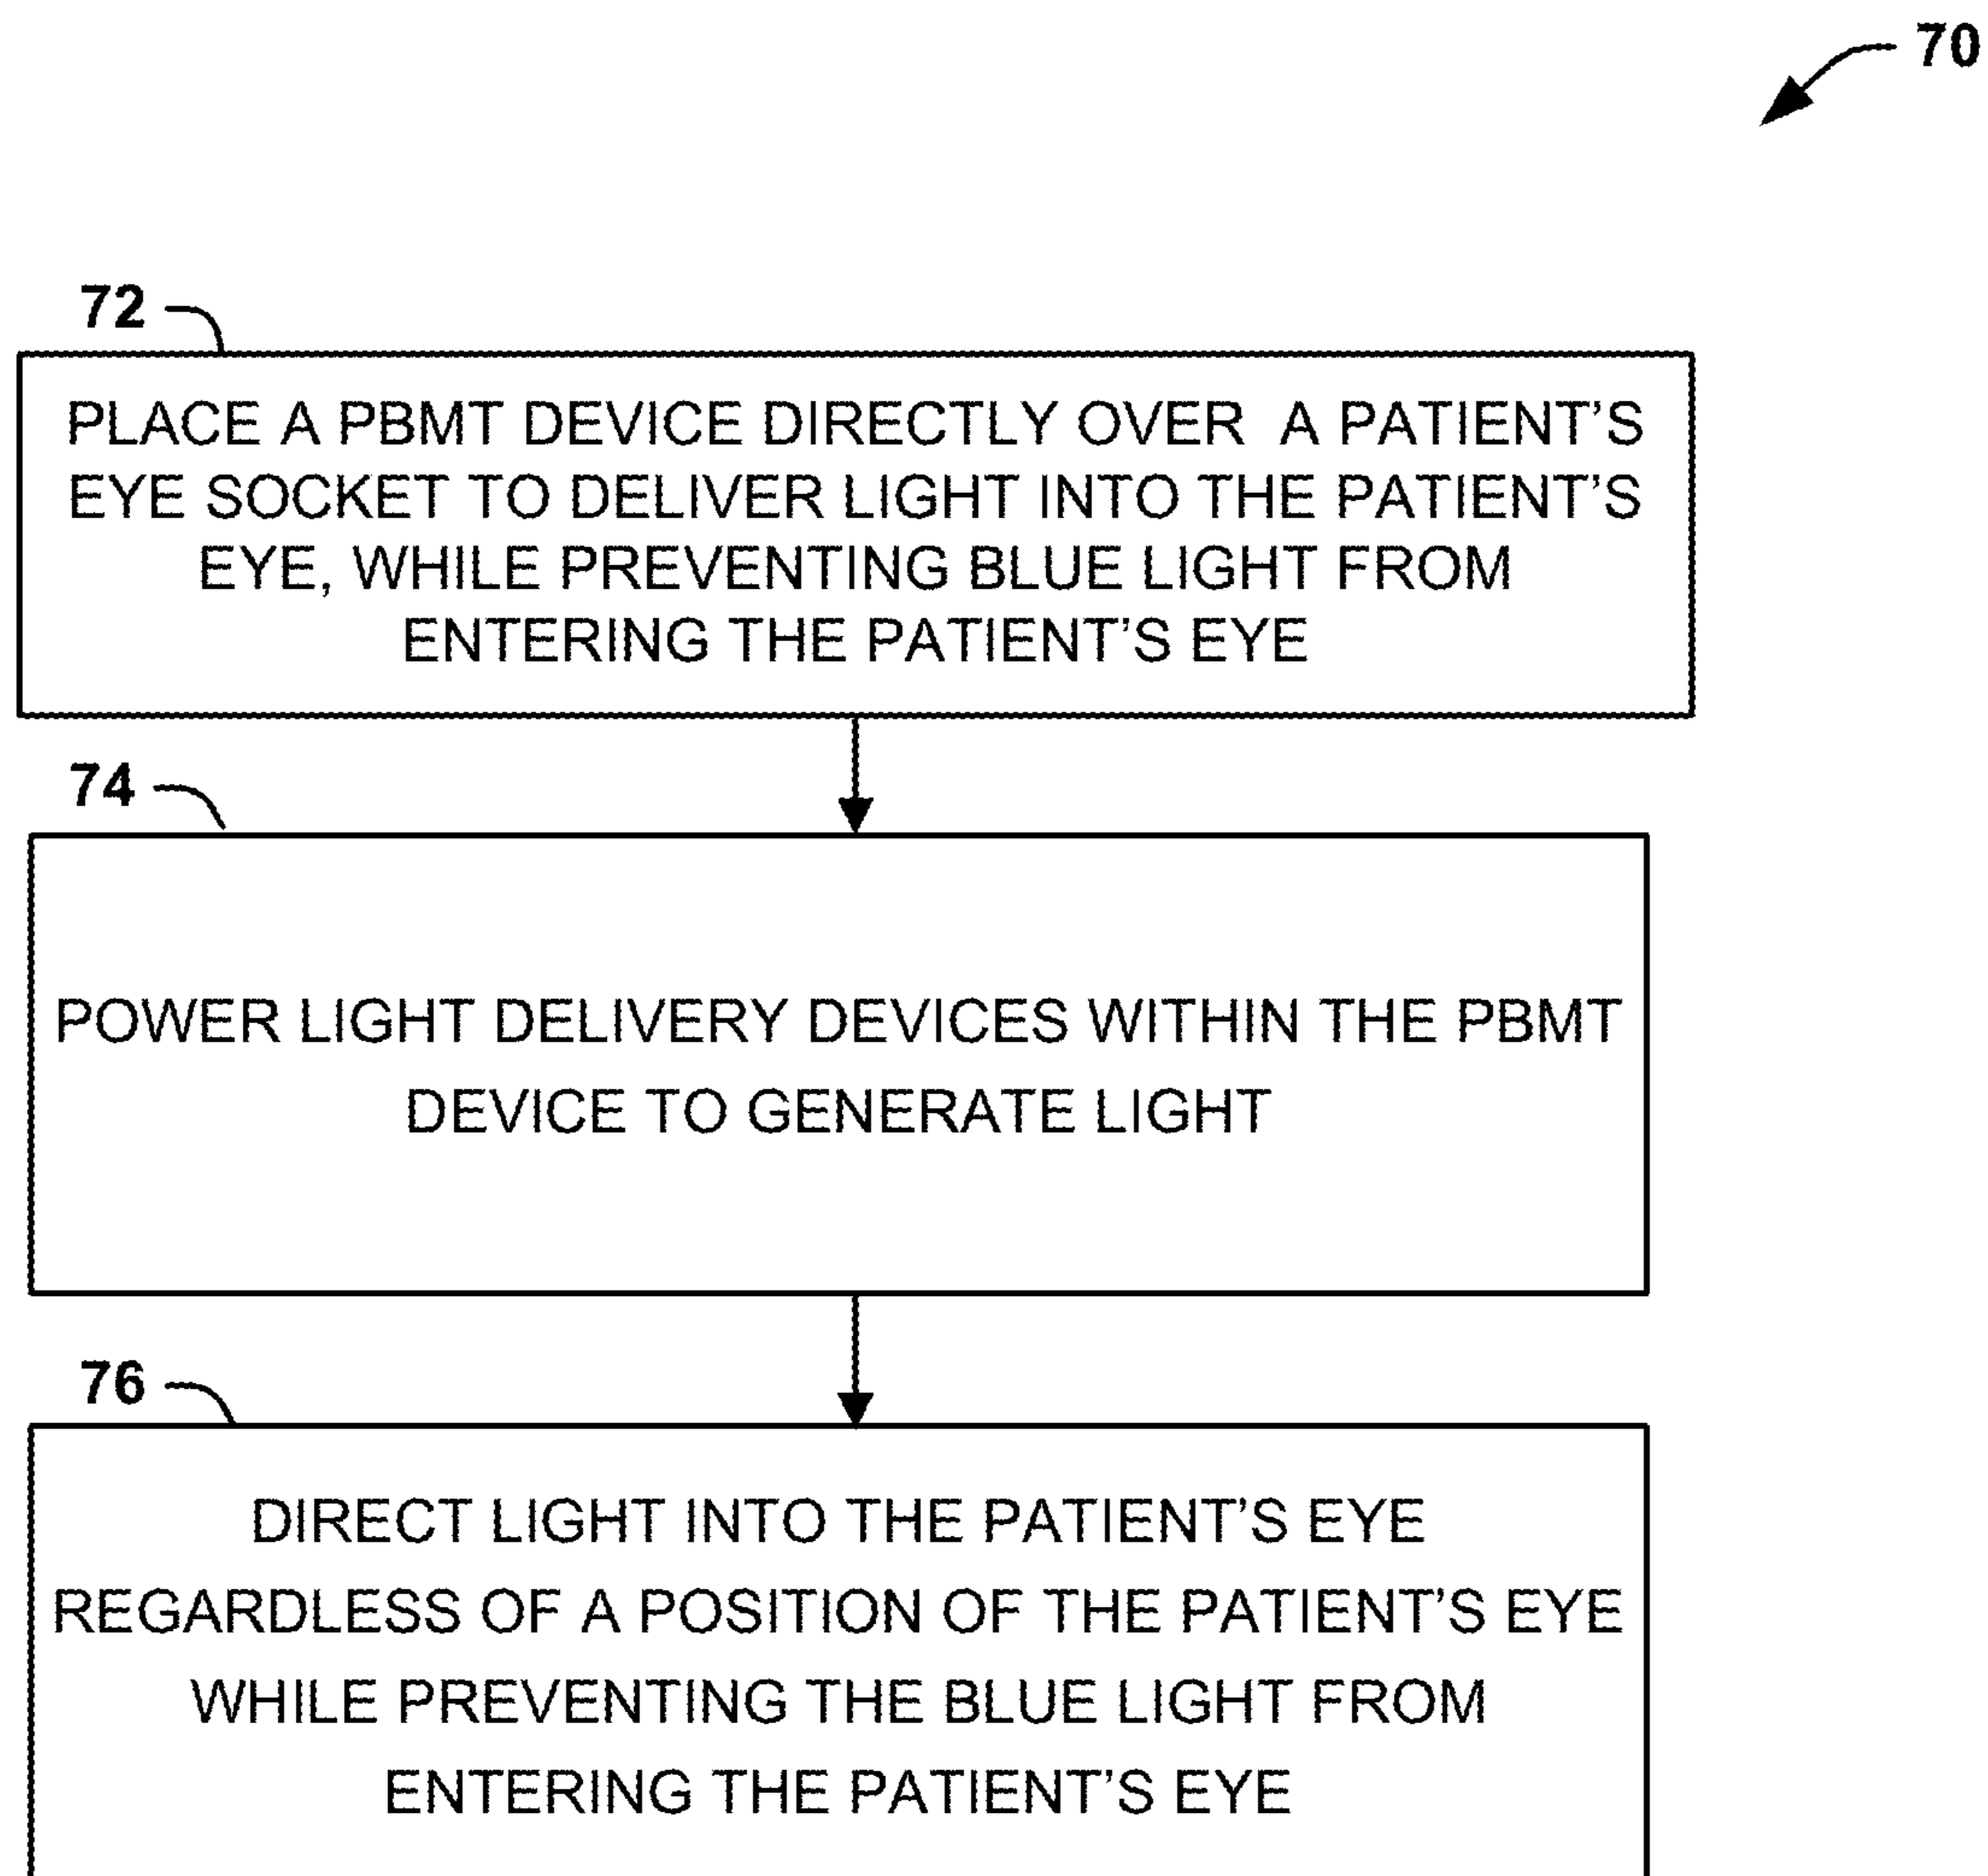 70
72
PLACE A PBMT DEVICE DIRECTLY OVER A PATIENT'S
EYE SOCKET TO DELIVER LIGHT INTO THE PATIENT'S
EYE, WHILE PREVENTING BLUE LIGHT FROM
ENTERING THE PATIENT'S EYE
74
POWER LIGHT DELIVERY DEVICES WITHIN THE PBMT
DEVICE TO GENERATE LIGHT
76
DIRECT LIGHT INTO THE PATIENT'S EYE
REGARDLESS OF A POSITION OF THE PATIENT'S EYE
WHILE PREVENTING THE BLUE LIGHT FROM
ENTERING THE PATIENT'S EYE